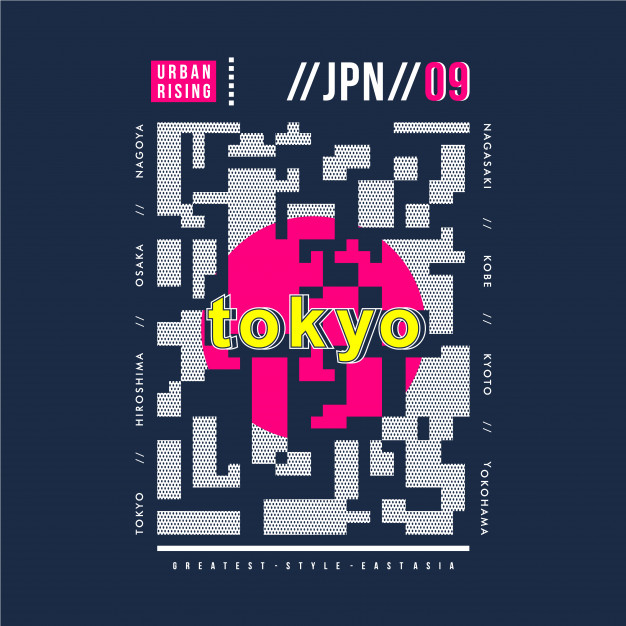 URBAN
RISING
//JPN//09
NAGOYA
//
OSAKA
//
HIROSHIMA
//
TOKYO
NAGASAKI
//
KOBE
//
KYOTO
//
YOKOHAMA
tokyo
GREATEST-STYLE-EASTASIA